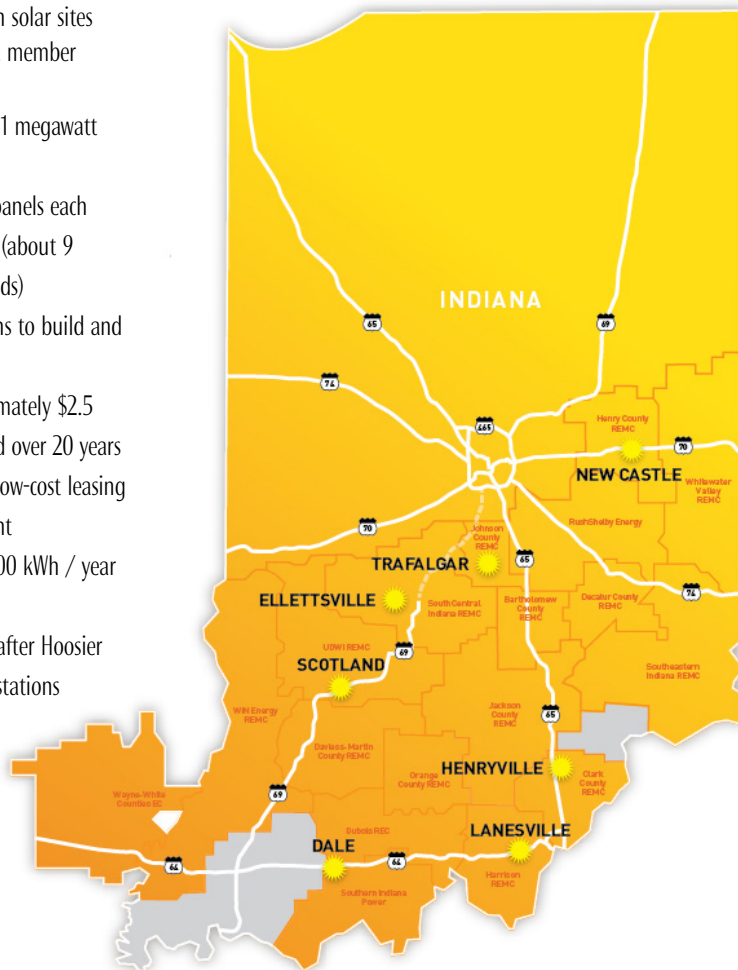 n solar sites
member
1 megawatt
panels each
(about 9
ds)
ns to build and
mately $2.5
d over 20 years
ow-cost leasing
nt
00 kWh / year
after Hoosier
stations
INDIANA
65
69
74
465
Henry County
REMC
70
NEW CASTLE
Whitewater
Valley
REMC
RushShelby Energy
70
Johnson
County
REMC
TRAFALGAR
65
74
ELLETTSVILLE
SouthCentral
Indiana REMC
Bartholomew
County
REMC
Decatur County
REMC
UDWI REMC
69
SCOTLAND
Southeastern
Indiana REMC
WIN Energy
REMC
Jackson
County
REMC
65
Daviess-Martin
County REMC
Orange
County REMC
HENRYVILLE
Clark
County
REMC
69
Wayne-White
Counties EC
Dubois REC
LANESVILLE
DALE
64
64
Harrison
REMC
Southern Indiana
Power